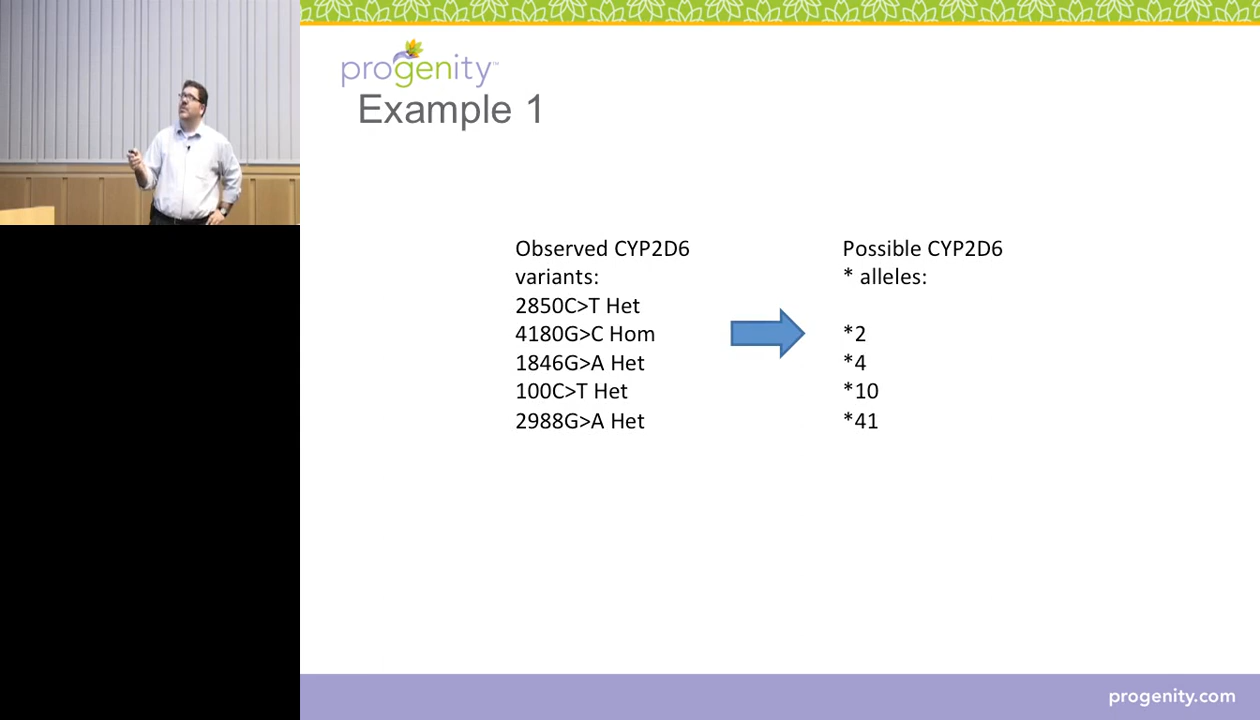 progenity™
Example 1
Observed CYP2D6
variants:
2850C>T Het
4180G>C Hom
1846G>A Het
100C>T Het
2988G>A Het
Possible CYP2D6
* alleles:
*2
*4
*10
*41
progenity.com